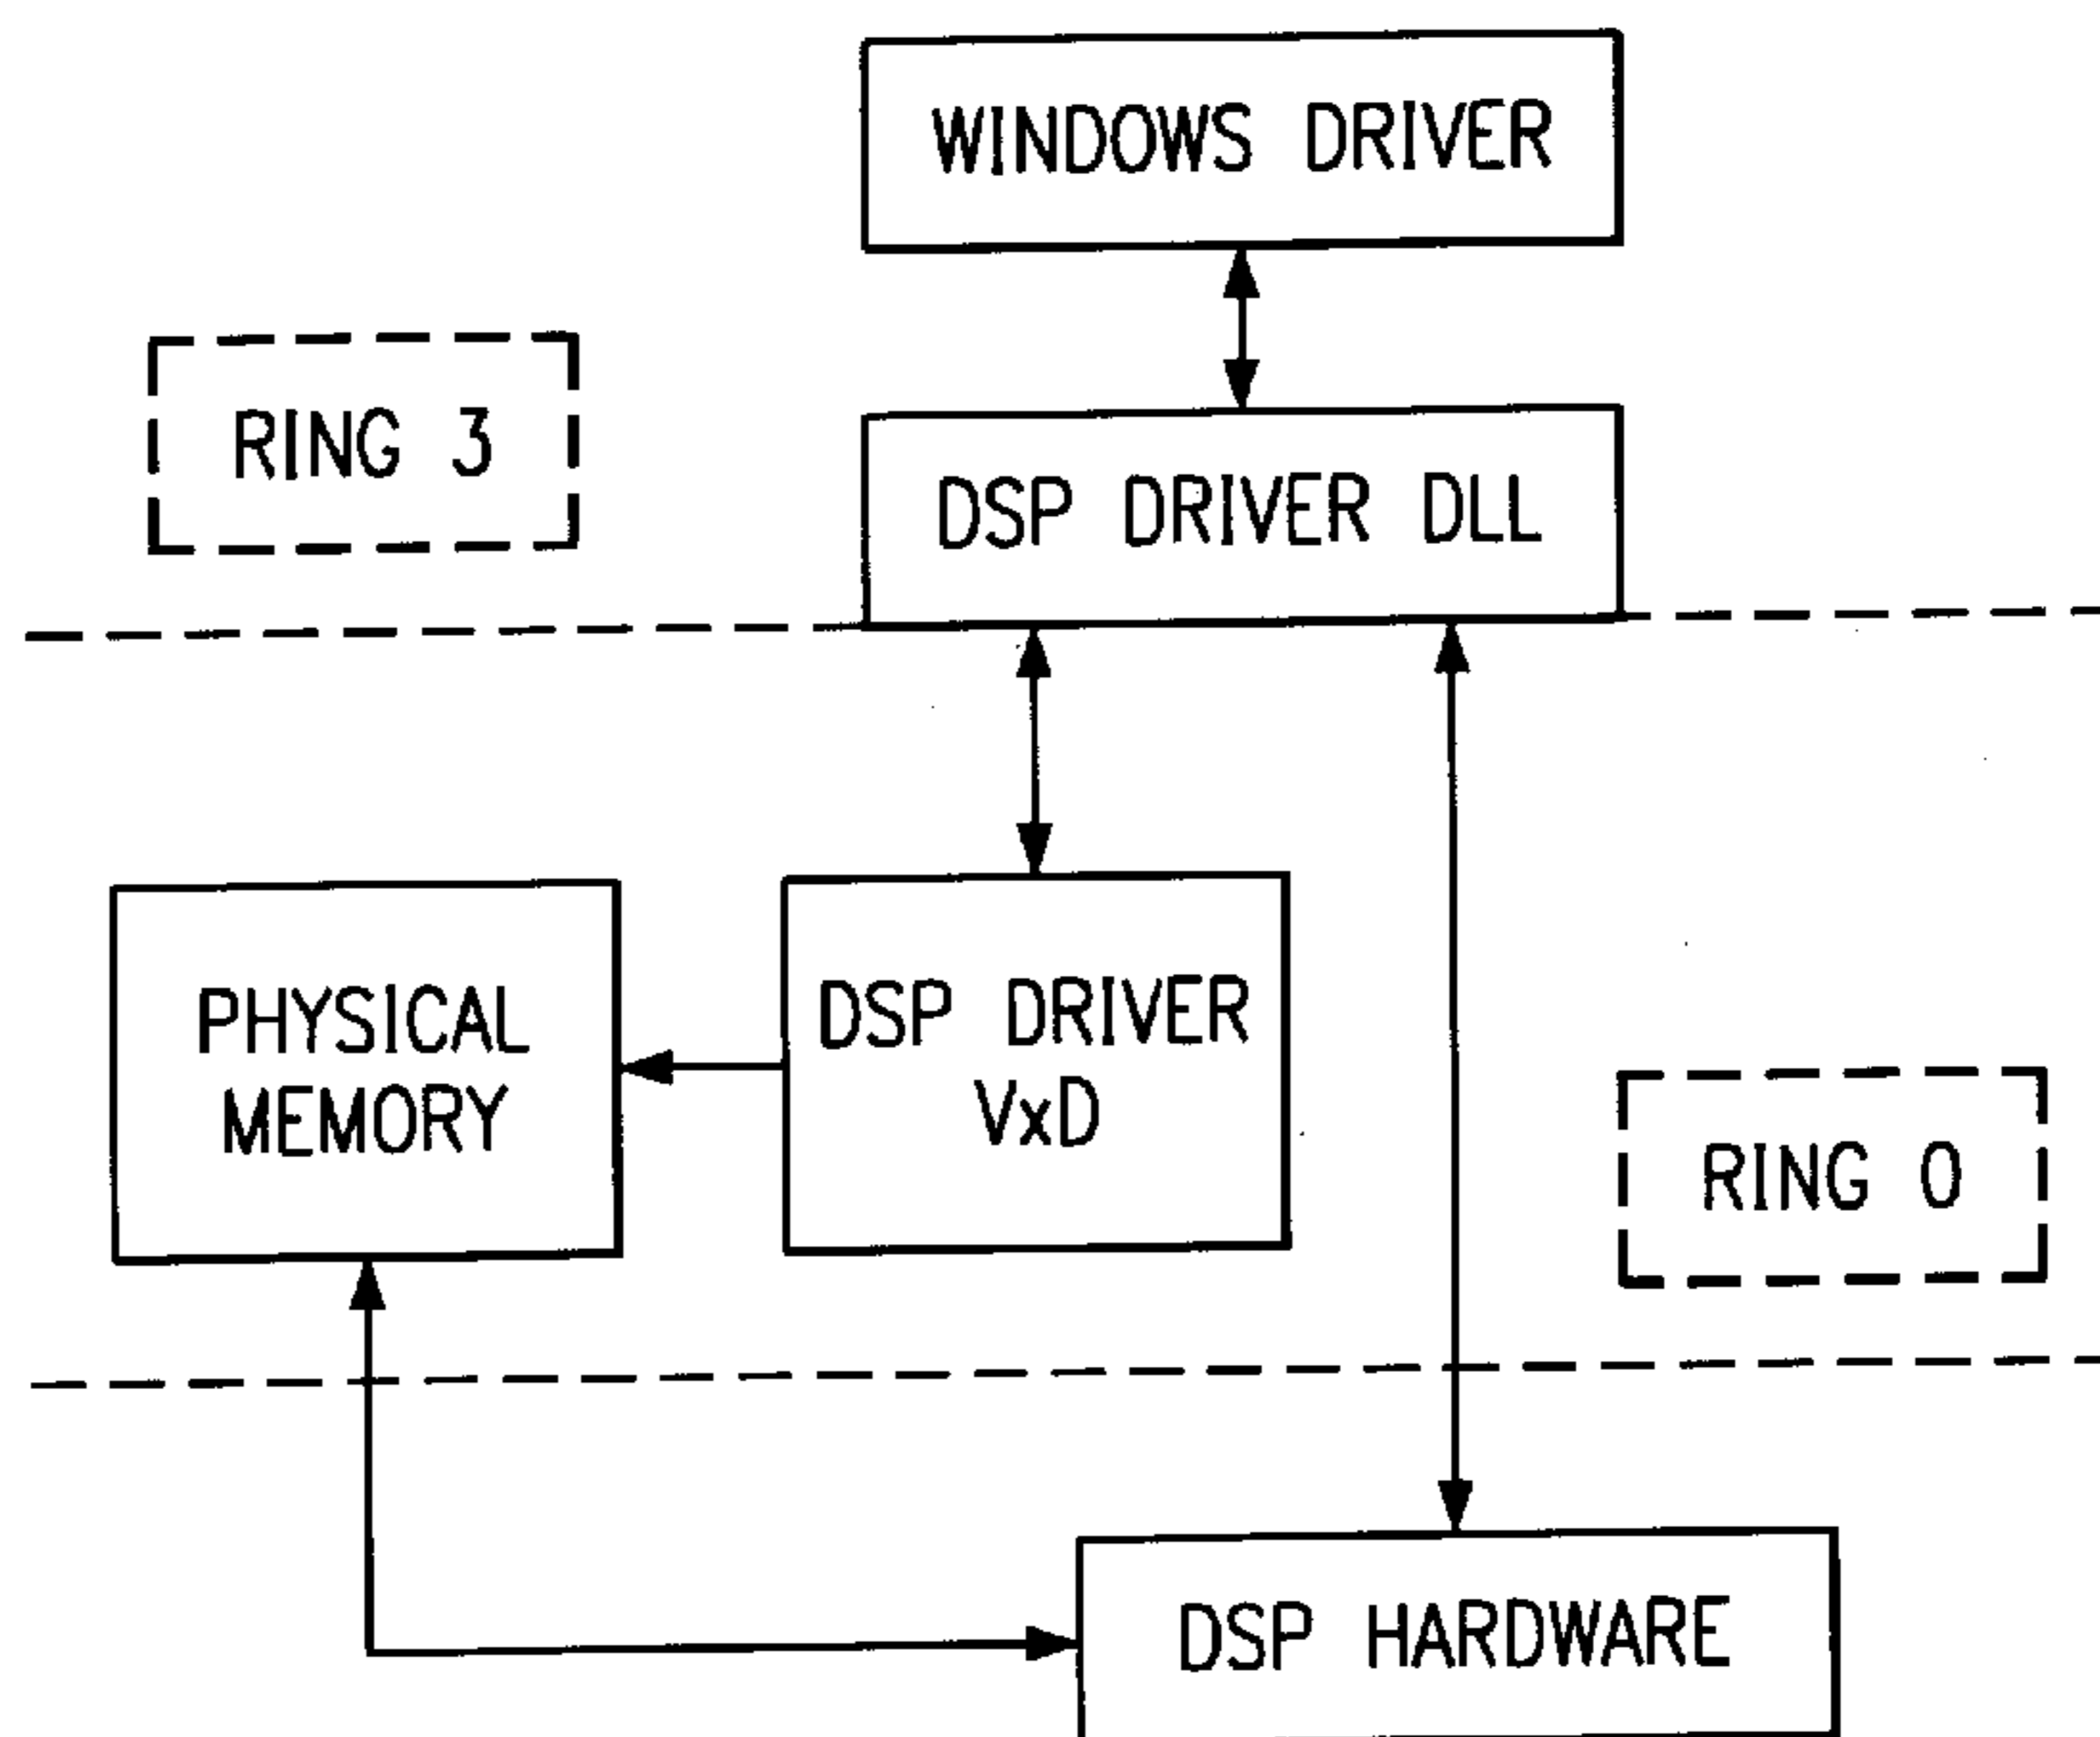 WINDOWS DRIVER
RING 3
DSP DRIVER DLL
PHYSICAL
MEMORY
DSP DRIVER
VxD
RING 0
DSP HARDWARE